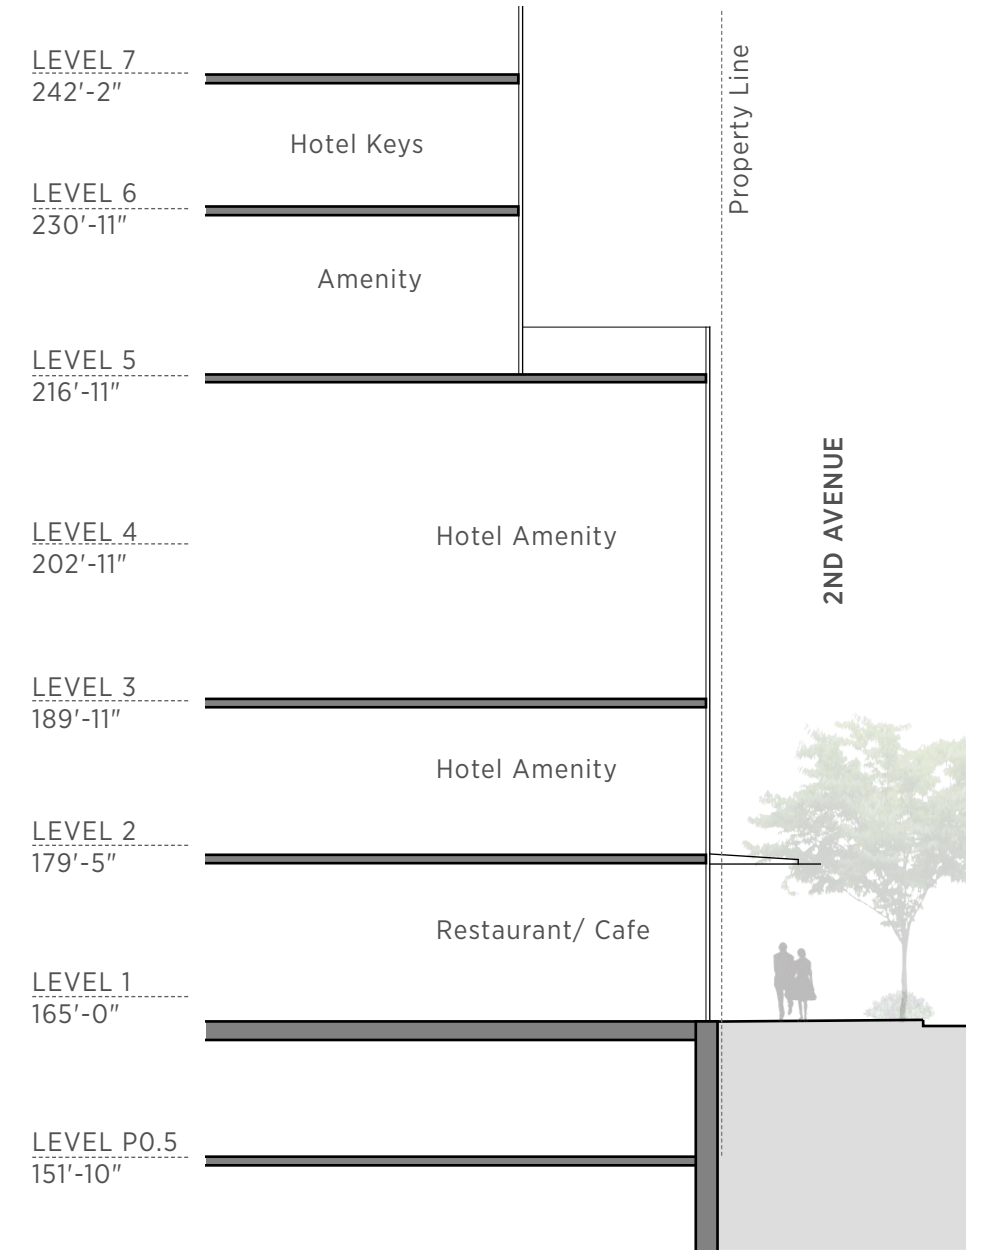 LEVEL 7
242'-2"
Hotel Keys
Property Line
LEVEL 6
230'-11"
Amenity
LEVEL 5
216'-11"
2ND AVENUE
LEVEL 4
202'-11"
Hotel Amenity
LEVEL 3
189'-11"
Hotel Amenity
LEVEL 2
179'-5"
Restaurant/ Cafe
LEVEL 1
165'-0"
LEVEL P0.5
151'-10"